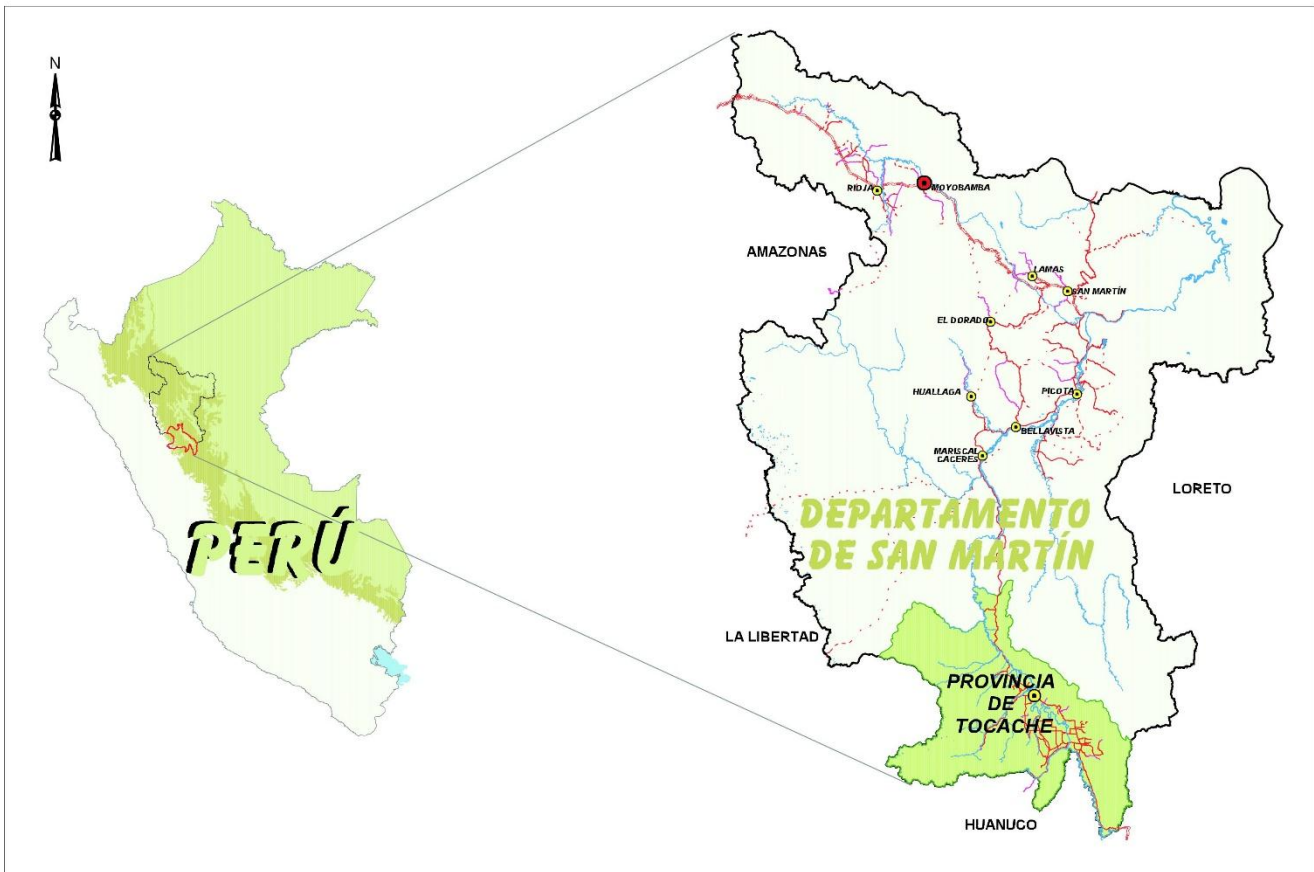 N
PERÚ
RIOJA
MOYOBAMBA
AMAZONAS
LAMAS
SAN MARTÍN
EL DORADO
HUALLAGA
PICOTA
BELLAVISTA
MARISCAL
CACERES
LORETO
DEPARTAMENTO
DE SAN MARTÍN
LA LIBERTAD
PROVINCIA
DE
TOCACHE
HUANUCO